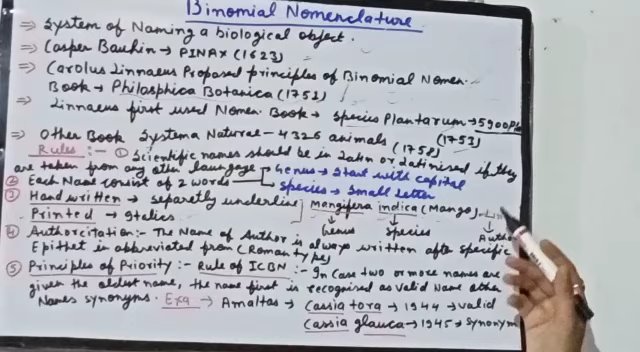 Binomial Nomenclature
⇒ System of Naming a biological object.
⇒ Casper Bauhin → PINAX (1623)
⇒ Carolus Linnaeus Proposed principles of Binomial Nomen.
Book → Philasphica Botanica (1751)
⇒ Linnaeus first used Nomen. Book → Species Plantarum → 5900
(1753)
⇒ Other Book Systema Naturae - 4326 animals (1758)
Rules :- ① Scientific names should be in Latin or Latinised if they
are taken from any other language
② Each Name consist of 2 words → Genus → Start with capital
Species → Small letter
③ Hand written → separetly underline
Printed → Italics
Mangifera indica (Mango)
Genus Species Autho
④ Authorcitation :- The Name of Author is always written after specific
Epithet in abbreviated from (Roman type)
⑤ Principles of Priority :- Rule of ICBN :- In Case two or more names are
given the oldest name, the name first is recognised as valid Name other
Names synonyms. Exa → Amaltas → Cassia tora → 1944 → valid
Cassia glauca → 1945 → Synonym